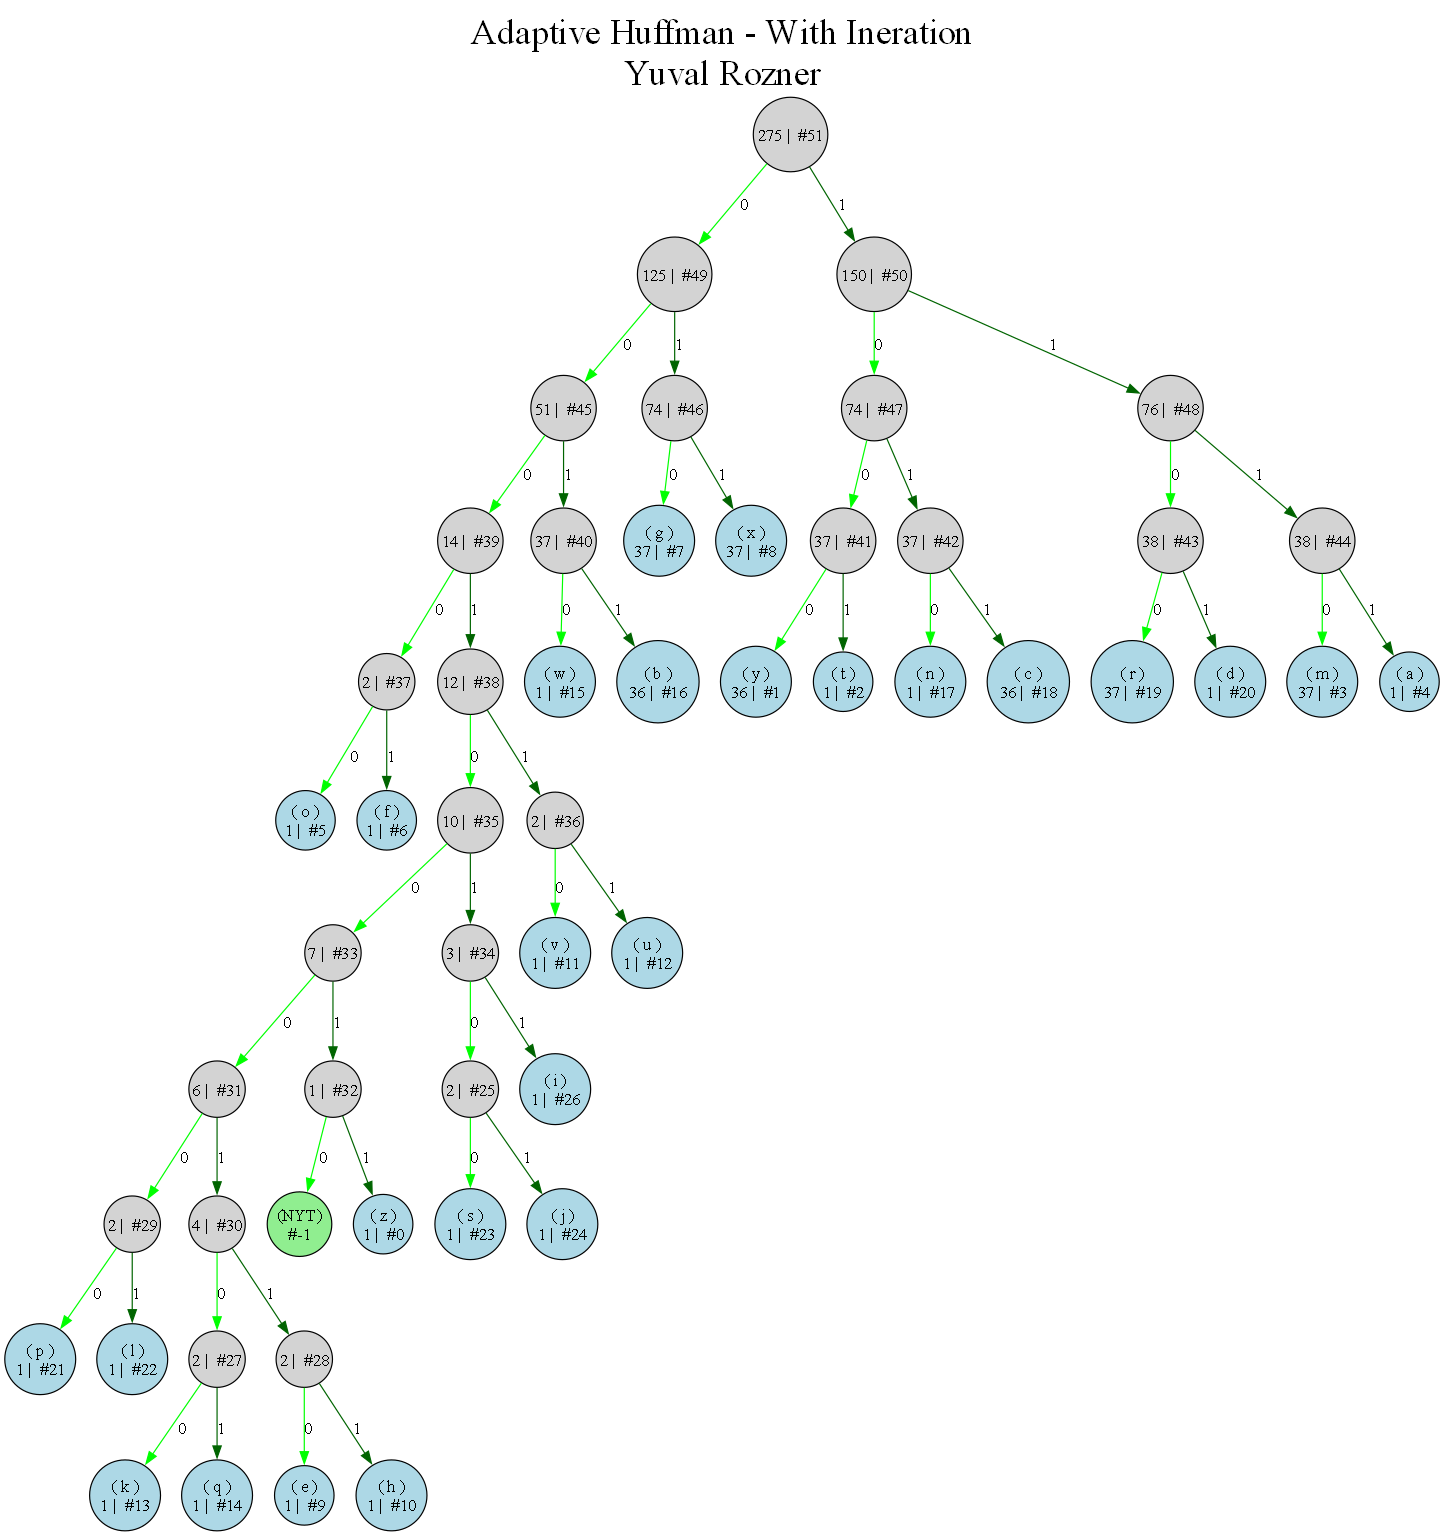 Adaptive Huffman - With Ineration
Yuval Rozner
275 | #51
0
1
125 | #49
150 | #50
0
1
0
1
51 | #45
74 | #46
74 | #47
76 | #48
0
1
0
1
0
1
0
1
14 | #39
37 | #40
(g)
37 | #7
(x)
37 | #8
37 | #41
37 | #42
38 | #43
38 | #44
0
1
0
1
0
1
0
1
0
1
0
1
2 | #37
12 | #38
(w)
1 | #15
(b)
36 | #16
(y)
36 | #1
(t)
1 | #2
(n)
1 | #17
(c)
36 | #18
(r)
37 | #19
(d)
1 | #20
(m)
37 | #3
(a)
1 | #4
0
1
0
1
(o)
1 | #5
(f)
1 | #6
10 | #35
2 | #36
0
1
0
1
7 | #33
3 | #34
(v)
1 | #11
(u)
1 | #12
0
1
0
1
6 | #31
1 | #32
2 | #25
(i)
1 | #26
0
1
0
1
0
1
2 | #29
4 | #30
(NYT)
#-1
(z)
1 | #0
(s)
1 | #23
(j)
1 | #24
0
1
0
1
(p)
1 | #21
(l)
1 | #22
2 | #27
2 | #28
0
1
0
1
(k)
1 | #13
(q)
1 | #14
(e)
1 | #9
(h)
1 | #10